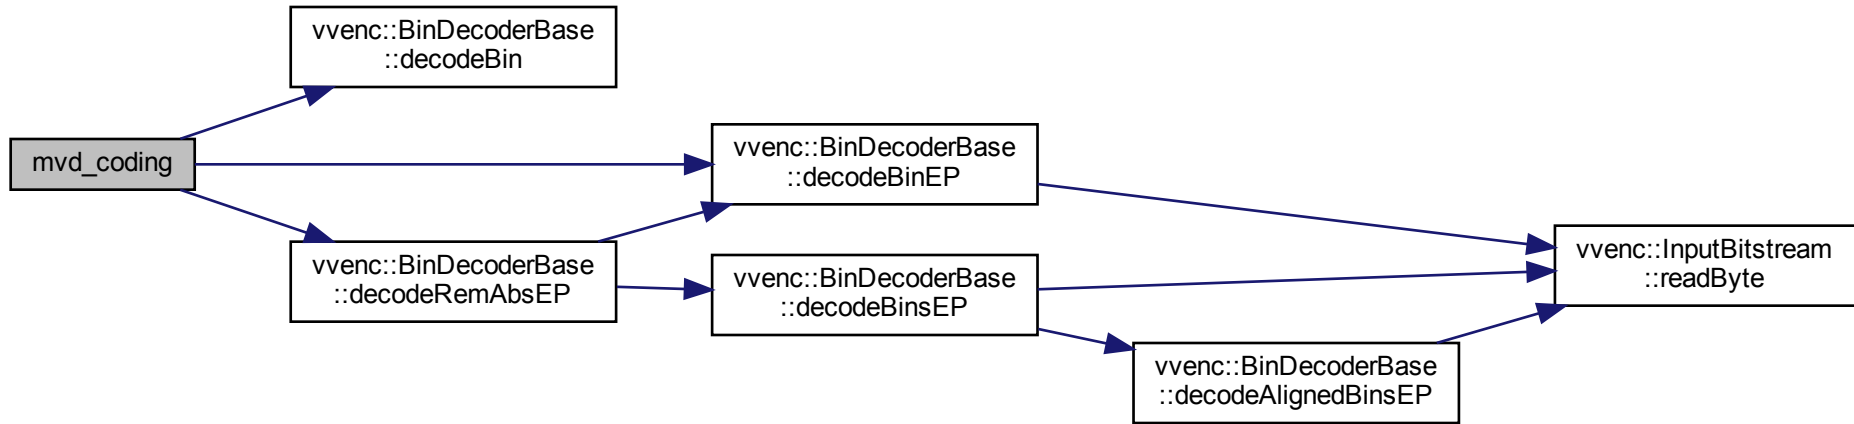 vvenc::BinDecoderBase
::decodeBin
mvd_coding
vvenc::BinDecoderBase
::decodeBinEP
vvenc::BinDecoderBase
::decodeRemAbsEP
vvenc::BinDecoderBase
::decodeBinsEP
vvenc::InputBitstream
::readByte
vvenc::BinDecoderBase
::decodeAlignedBinsEP